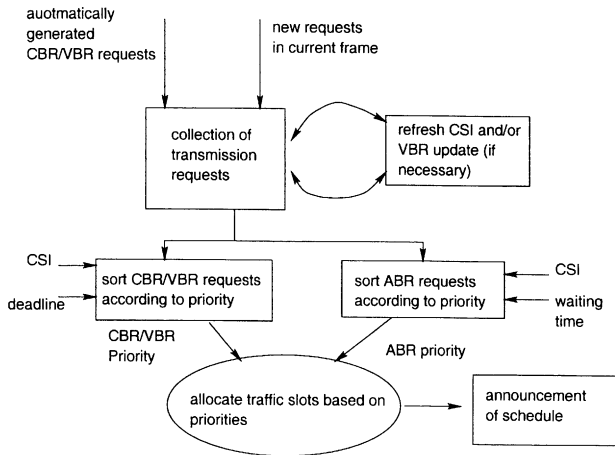 auotmatically
generated
CBR/VBR requests
new requests
in current frame
collection of
transmission
requests
refresh CSI and/or
VBR update (if
necessary)
CSI
deadline
sort CBR/VBR requests
according to priority
sort ABR requests
according to priority
CSI
waiting
time
CBR/VBR
Priority
ABR priority
allocate traffic slots based on
priorities
announcement
of schedule